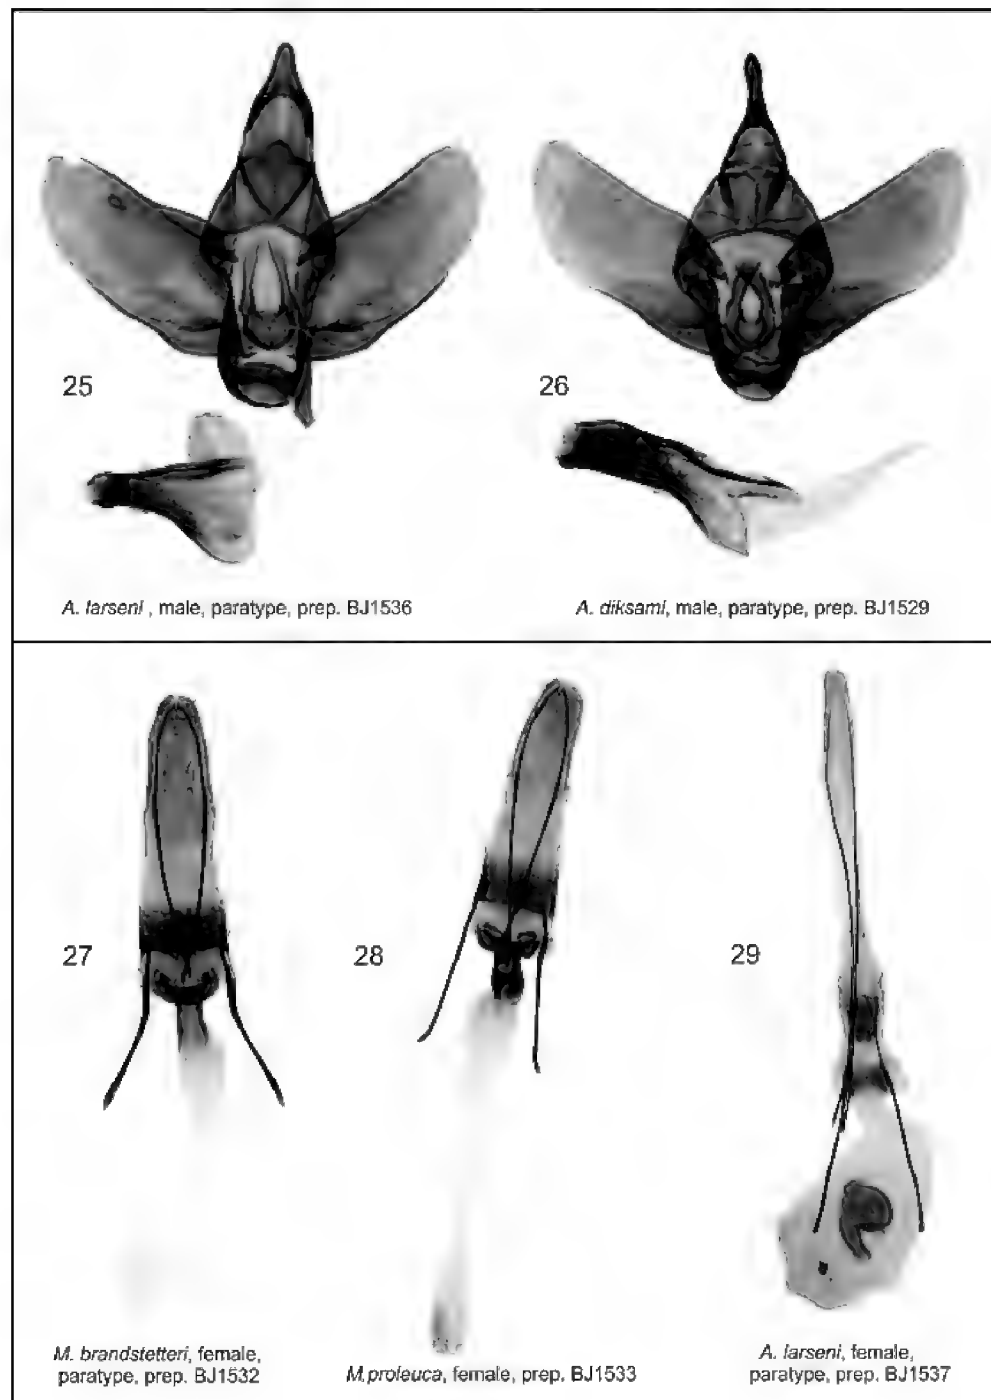 25
26
A. larseni , male, paratype, prep. BJ1536
A. diksami, male, paratype, prep. BJ1529
27
28
29
M. brandstetteri, female,
paratype, prep. BJ1532
M.proleuca, female, prep. BJ1533
A. larseni, female,
paratype, prep. BJ1537